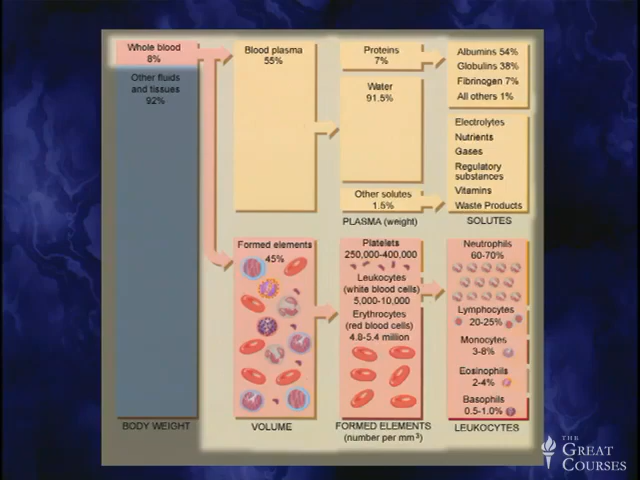 Whole blood
8%
Other fluids
and tissues
92%
BODY WEIGHT
Blood plasma
55%
Formed elements
45%
VOLUME
Proteins
7%
Water
91.5%
Other solutes
1.5%
PLASMA (weight)
Albumins 54%
Globulins 38%
Fibrinogen 7%
All others 1%
Electrolytes
Nutrients
Gases
Regulatory
substances
Vitamins
Waste Products
SOLUTES
Platelets
250,000-400,000
Leukocytes
(white blood cells)
5,000-10,000
Erythrocytes
(red blood cells)
4.8-5.4 million
FORMED ELEMENTS
(number per mm³)
Neutrophils
60-70%
Lymphocytes
20-25%
Monocytes
3-8%
Eosinophils
2-4%
Basophils
0.5-1.0%
LEUKOCYTES
THE
GREAT
COURSES